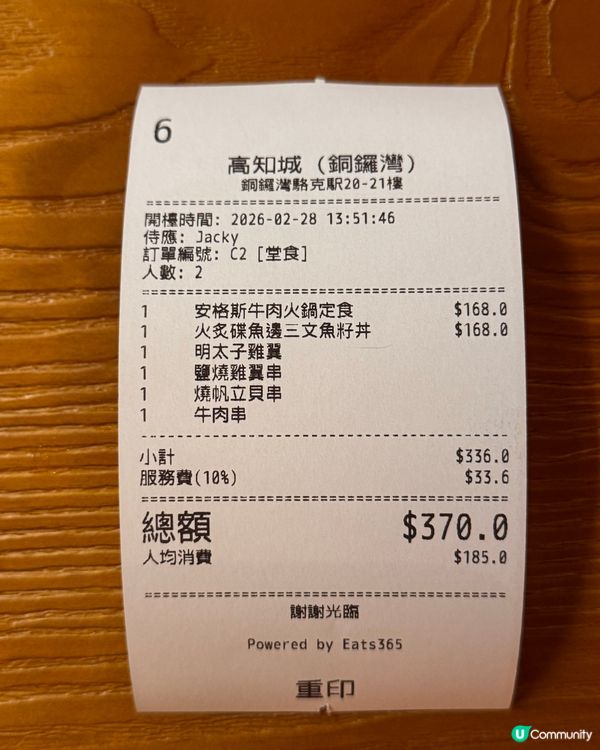 6
高知城 (銅鑼灣)
銅鑼灣駱克駅20-21樓
開檯時間: 2026-02-28 13:51:46
侍應: Jacky
訂單編號: C2 [堂食]
人數: 2
1 安格斯牛肉火鍋定食 $168.0
1 火炙碟魚邊三文魚籽丼 $168.0
1 明太子雞翼
1 鹽燒雞翼串
1 燒帆立貝串
1 牛肉串
小計 $336.0
服務費(10%) $33.6
總額 $370.0
人均消費 $185.0
謝謝光臨
Powered by Eats365
重印
U Community